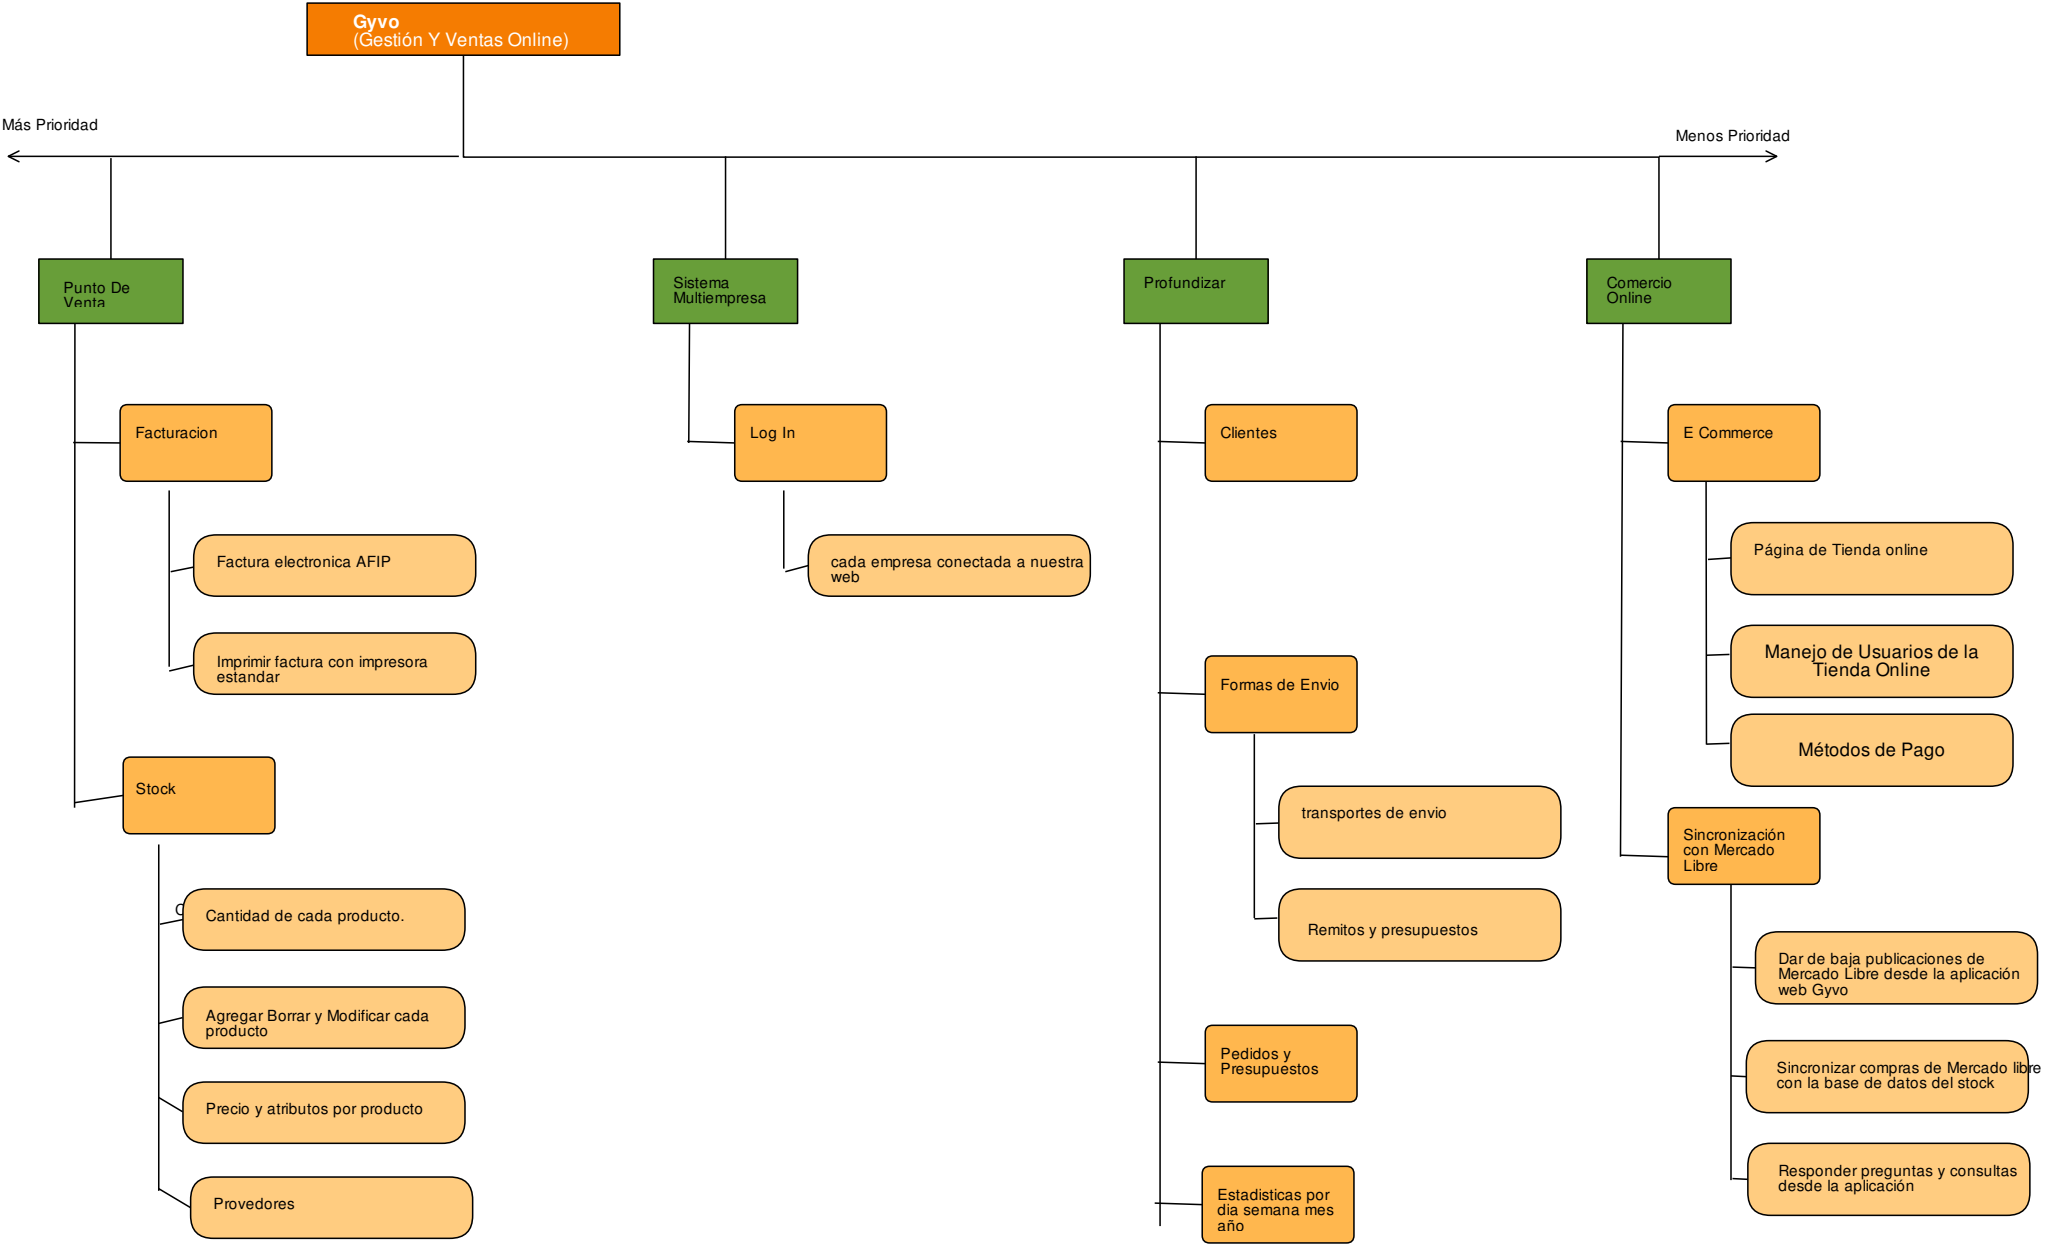 Gyvo
(Gestión Y Ventas Online)
Más Prioridad
Menos Prioridad
Punto De
Venta
Facturacion
Factura electronica AFIP
Imprimir factura con impresora
estandar
Stock
Cantidad de cada producto.
Agregar Borrar y Modificar cada
producto
Precio y atributos por producto
Provedores
Sistema
Multiempresa
Log In
cada empresa conectada a nuestra
web
Profundizar
Clientes
Formas de Envio
transportes de envio
Remitos y presupuestos
Pedidos y
Presupuestos
Estadisticas por
dia semana mes
año
Comercio
Online
E Commerce
Página de Tienda online
Manejo de Usuarios de la
Tienda Online
Métodos de Pago
Sincronización
con Mercado
Libre
Dar de baja publicaciones de
Mercado Libre desde la aplicación
web Gyvo
Sincronizar compras de Mercado libre
con la base de datos del stock
Responder preguntas y consultas
desde la aplicación